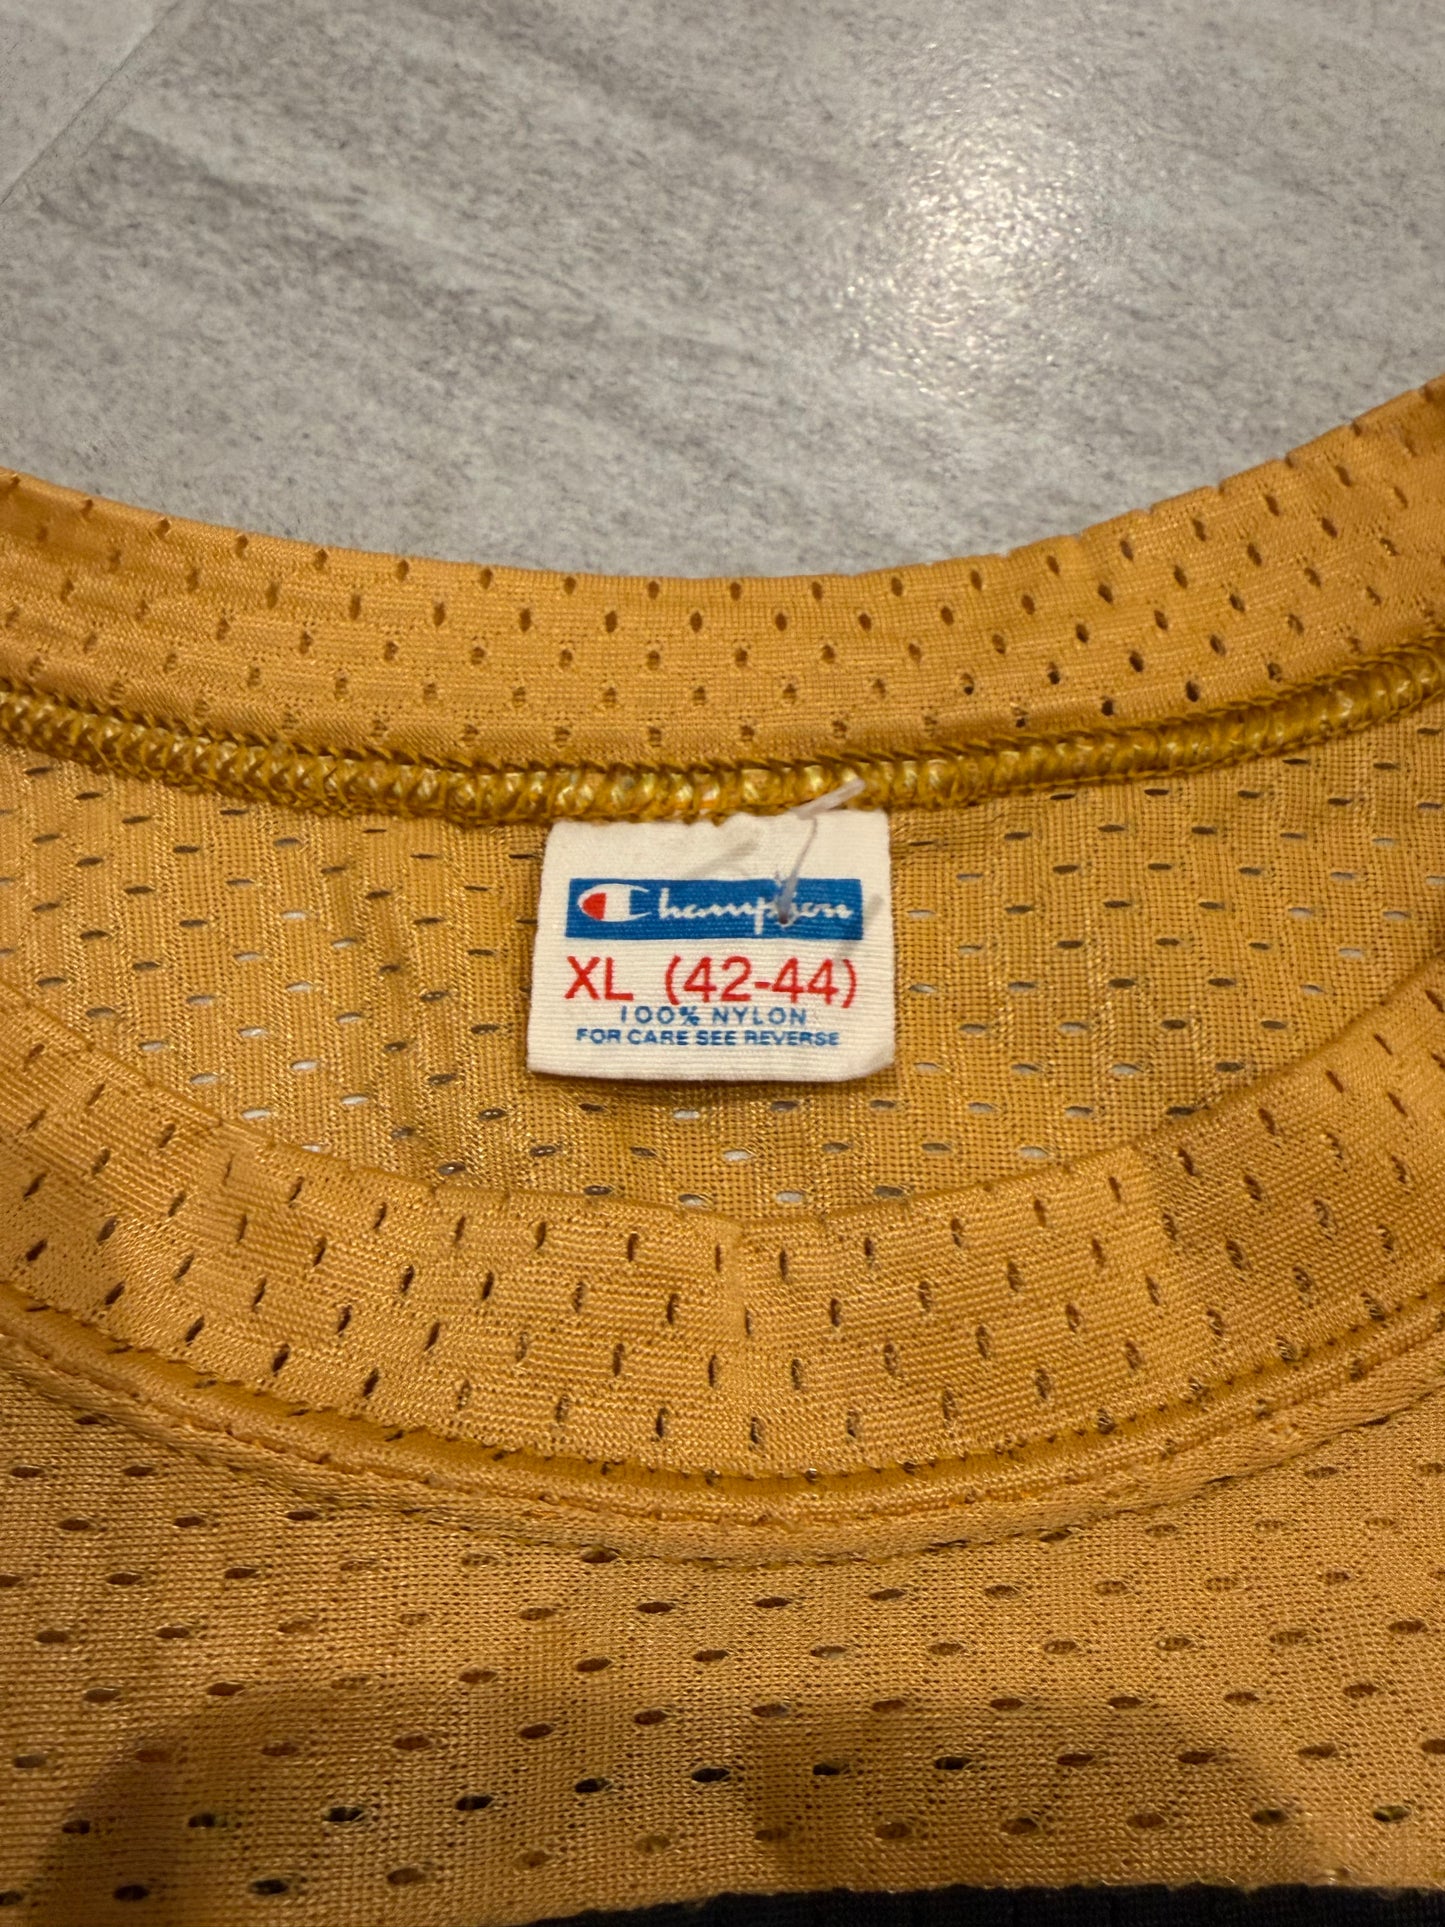 Champion
XL (42-44)
100% NYLON
FOR CARE SEE REVERSE